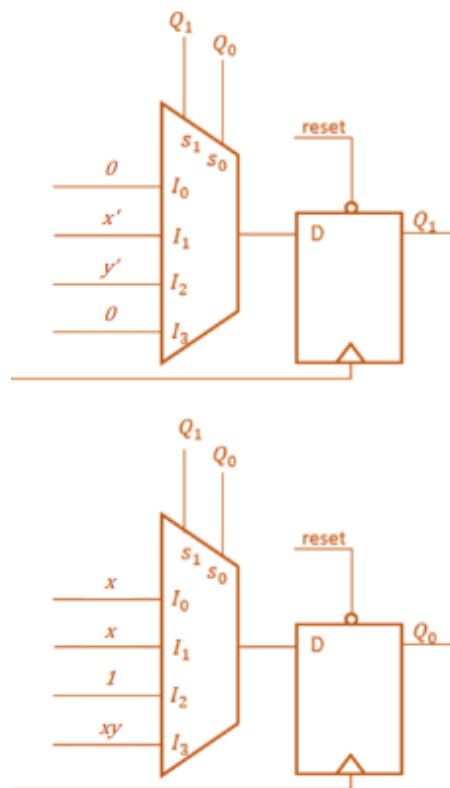 Q₁
Q₀
reset
s₁ s₀
0 I₀
D Q₁
x' I₁
y' I₂
0 I₃
Q₁
Q₀
reset
s₁ s₀
x I₀
D Q₀
x I₁
1 I₂
xy I₃